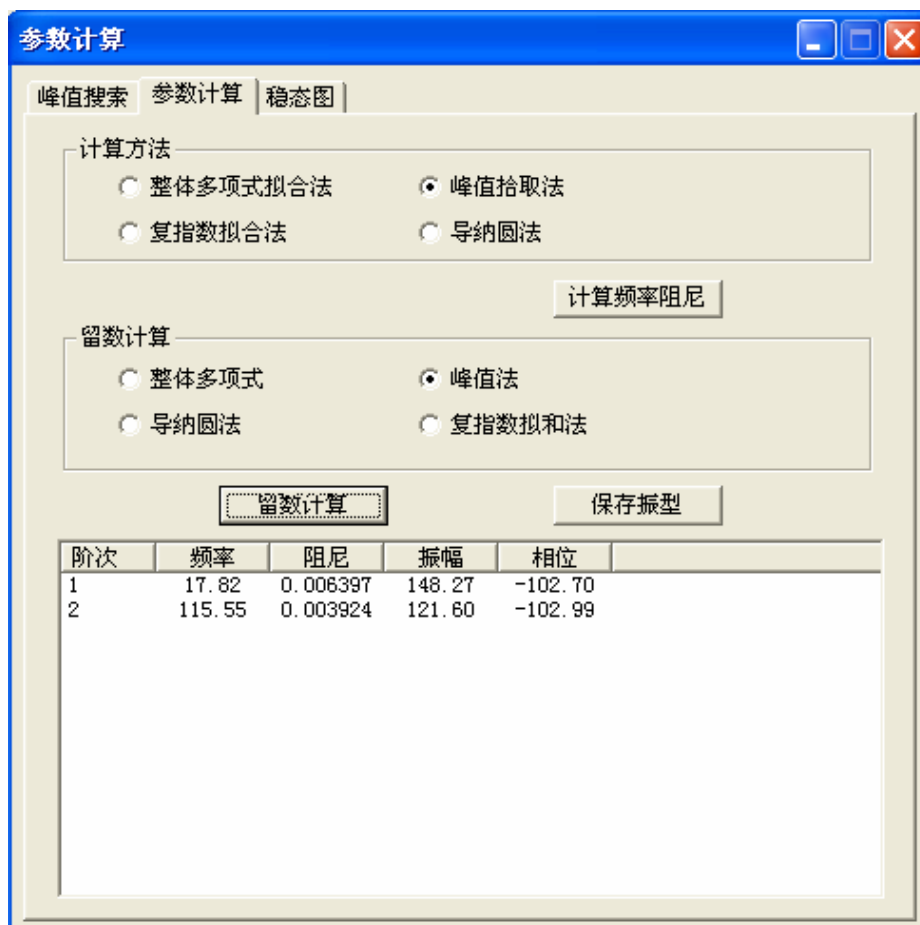 参数计算
峰值搜索 参数计算 稳态图
计算方法
整体多项式拟合法 峰值拾取法
复指数拟合法 导纳圆法
计算频率阻尼
留数计算
整体多项式 峰值法
导纳圆法 复指数拟和法
留数计算 保存振型
阶次 频率 阻尼 振幅 相位
1 17.82 0.006397 148.27 -102.70
2 115.55 0.003924 121.60 -102.99